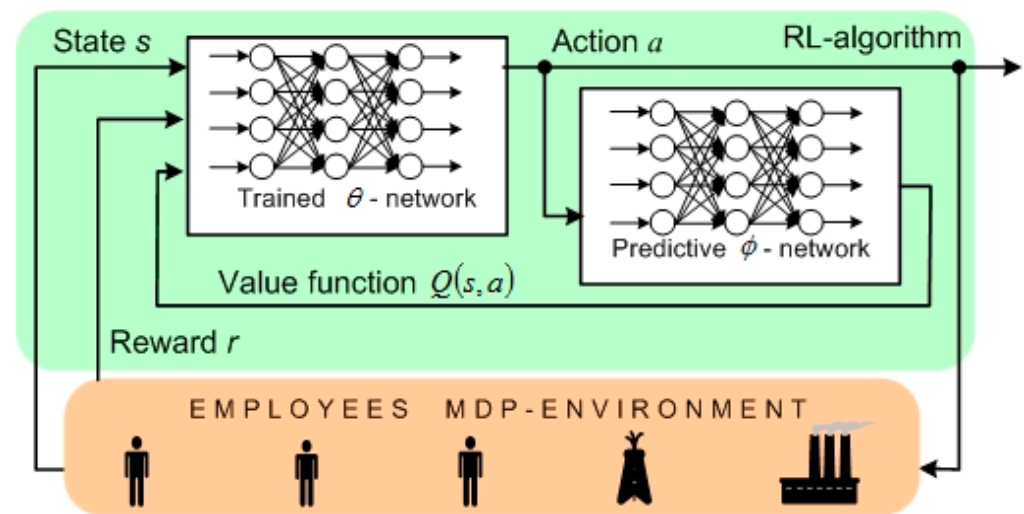 State s
Action a
RL-algorithm
Trained θ - network
Predictive ϕ - network
Value function Q(s,a)
Reward r
EMPLOYEES MDP-ENVIRONMENT